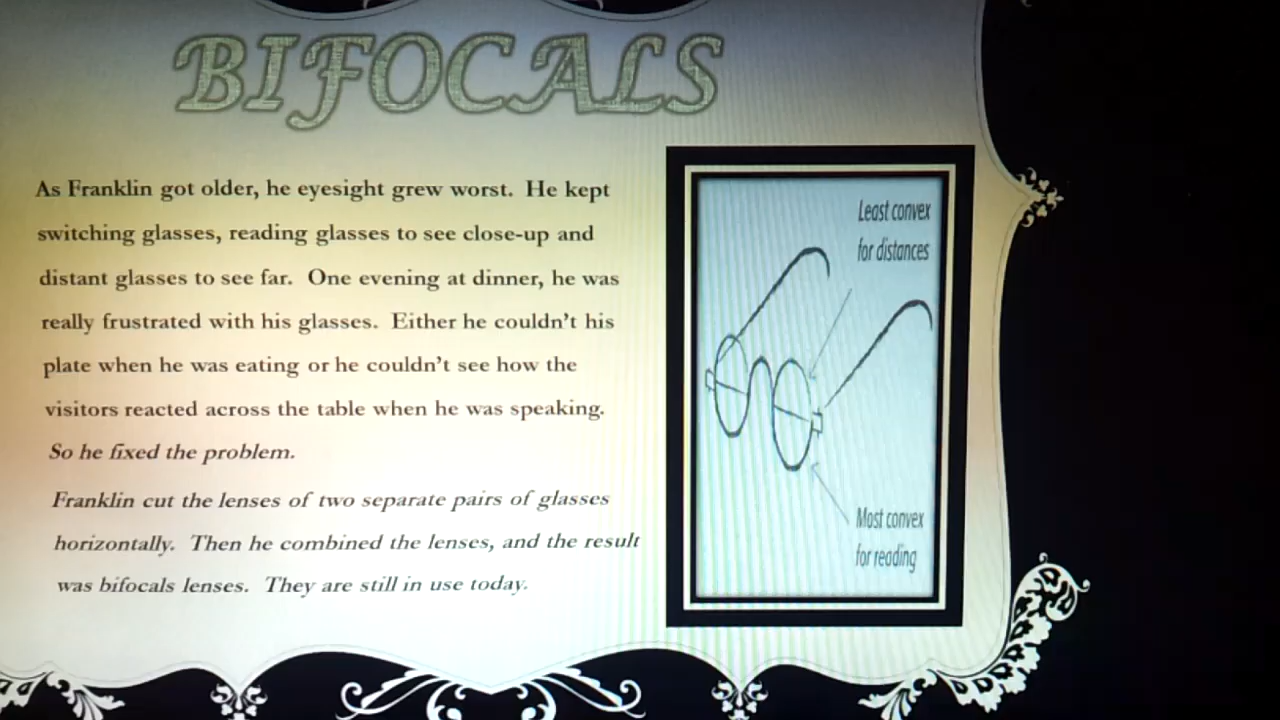 BIFOCALS
As Franklin got older, he eyesight grew worst. He kept
switching glasses, reading glasses to see close-up and
distant glasses to see far. One evening at dinner, he was
really frustrated with his glasses. Either he couldn't his
plate when he was eating or he couldn't see how the
visitors reacted across the table when he was speaking.
So he fixed the problem.
Franklin cut the lenses of two separate pairs of glasses
horizontally. Then he combined the lenses, and the result
was bifocals lenses. They are still in use today.
Least convex
for distances
Most convex
for reading